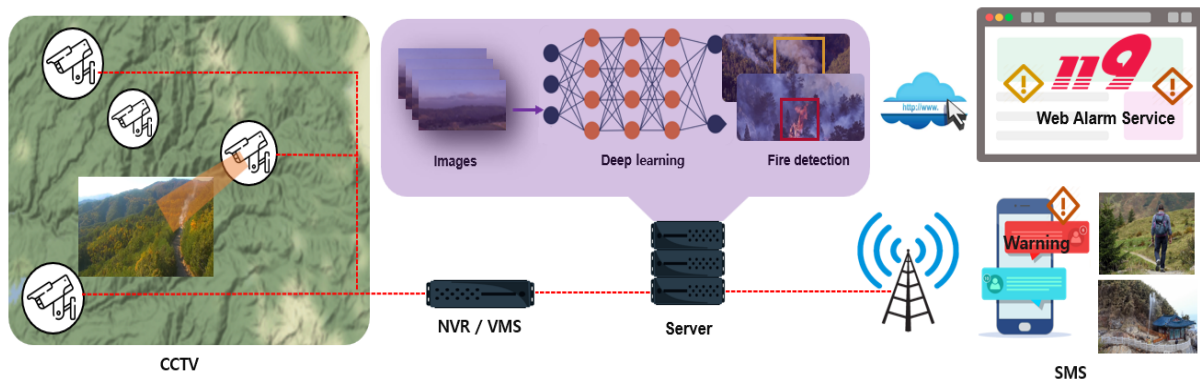 119
http://www.
Web Alarm Service
Images
Deep learning
Fire detection
Warning
NVR / VMS
Server
CCTV
SMS